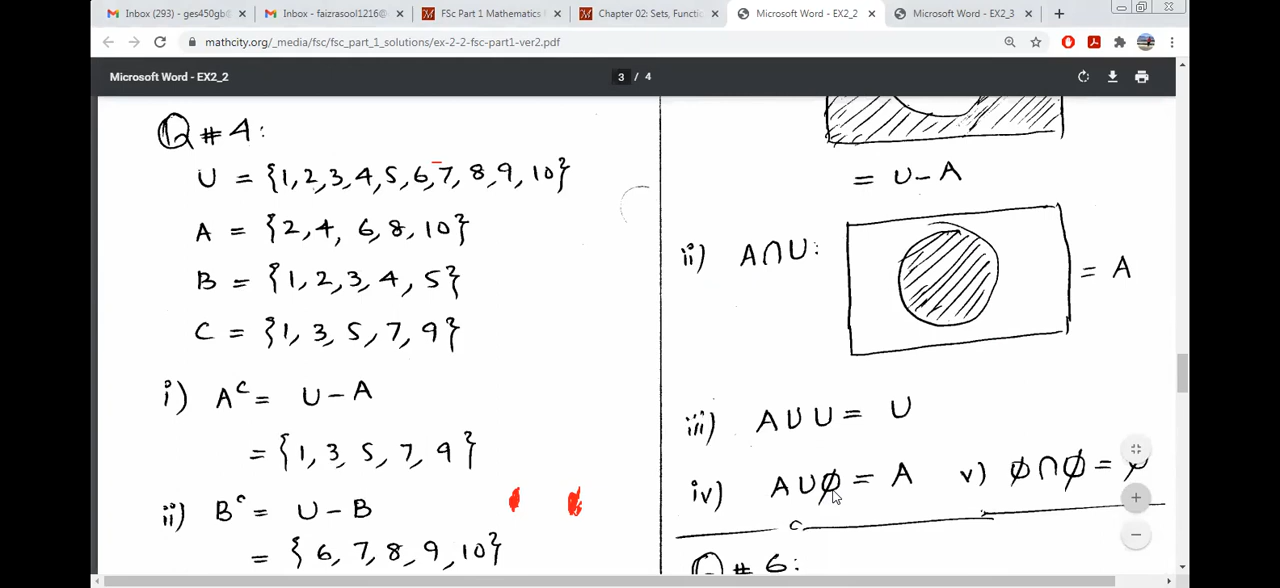 Inbox (293) - ges450gb@
Inbox - faizrasool1216@
FSc Part 1 Mathematics
Chapter 02: Sets, Functi
Microsoft Word - EX2_2
Microsoft Word - EX2_3
mathcity.org/_media/fsc/fsc_part_1_solutions/ex-2-2-fsc-part1-ver2.pdf
Microsoft Word - EX2_2
3 / 4
Q # 4:
U = {1,2,3,4,5,6,7,8,9,10}
A = {2,4,6,8,10}
B = {1,2,3,4,5}
C = {1,3,5,7,9}
i) Aᶜ = U - A
= {1,3,5,7,9}
ii) Bᶜ = U - B
= {6,7,8,9,10}
= U - A
ii) A∩U:
= A
iii) A∪U = U
iv) A∪φ = A v) φ∩φ = φ
Q # 6: